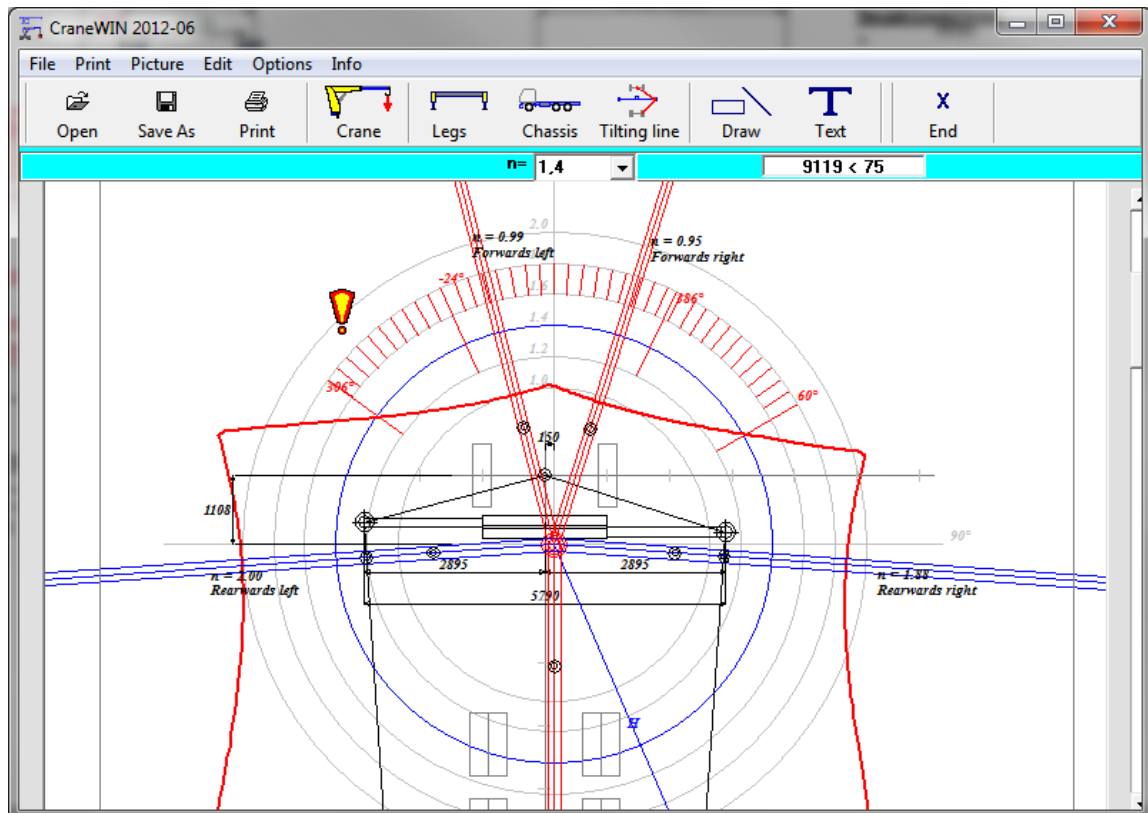 CraneWIN 2012-06
File Print Picture Edit Options Info
Open Save As Print Crane Legs Chassis Tilting line Draw Text X End
n= 1,4 9119 < 75
2.0
n = 0.99
Forwards left
n = 0.95
Forwards right
-24°
1.6
386°
1.4
1.2
1.0
306°
60°
150
1108
90°
2895 2895
n = 2.00
Rearwards left
n = 1.88
Rearwards right
5790
H